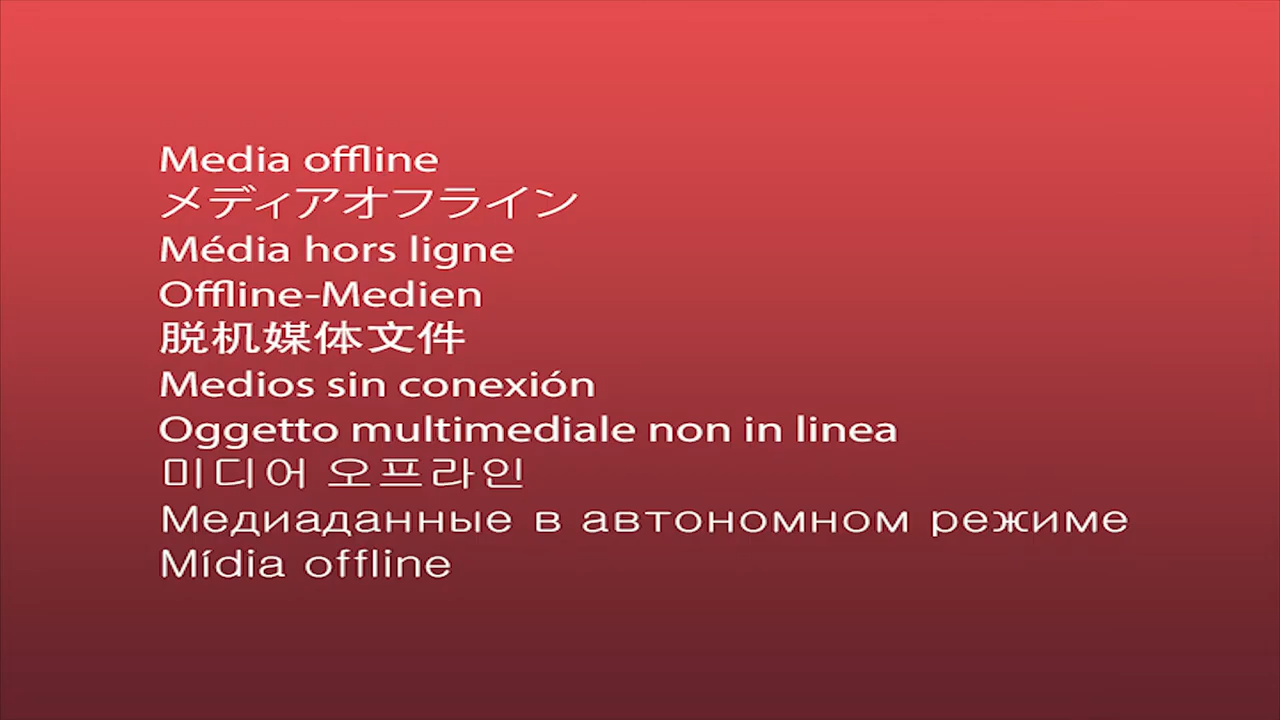 Media offline
メディアオフライン
Média hors ligne
Offline-Medien
脱机媒体文件
Medios sin conexión
Oggetto multimediale non in linea
미디어 오프라인
Медиаданные в автономном режиме
Mídia offline